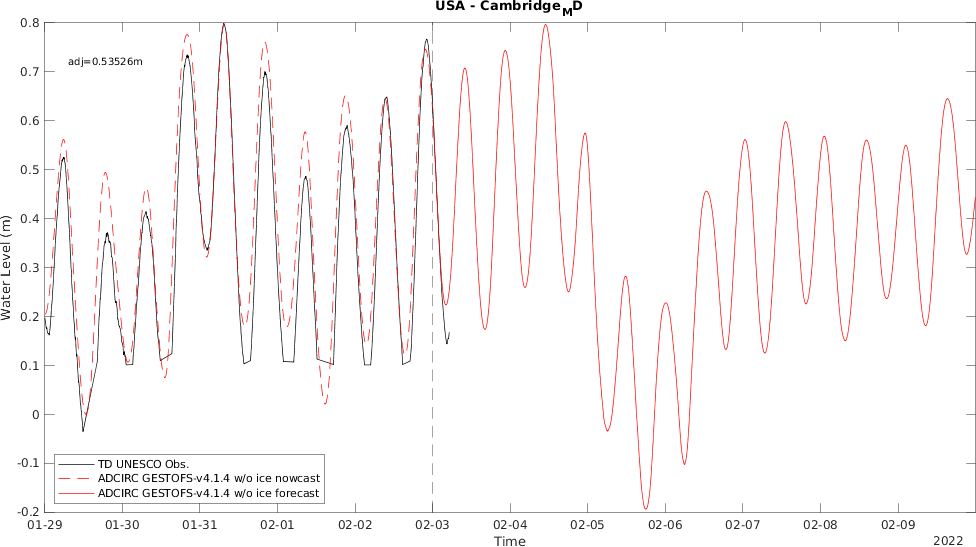 USA - Cambridge_MD
0.8
adj=0.53526m
0.7
0.6
0.5
0.4
0.3
0.2
0.1
0
-0.1
-0.2
Water Level (m)
TD UNESCO Obs.
ADCIRC GESTOFS-v4.1.4 w/o ice nowcast
ADCIRC GESTOFS-v4.1.4 w/o ice forecast
01-29 01-30 01-31 02-01 02-02 02-03 02-04 02-05 02-06 02-07 02-08 02-09
Time
2022